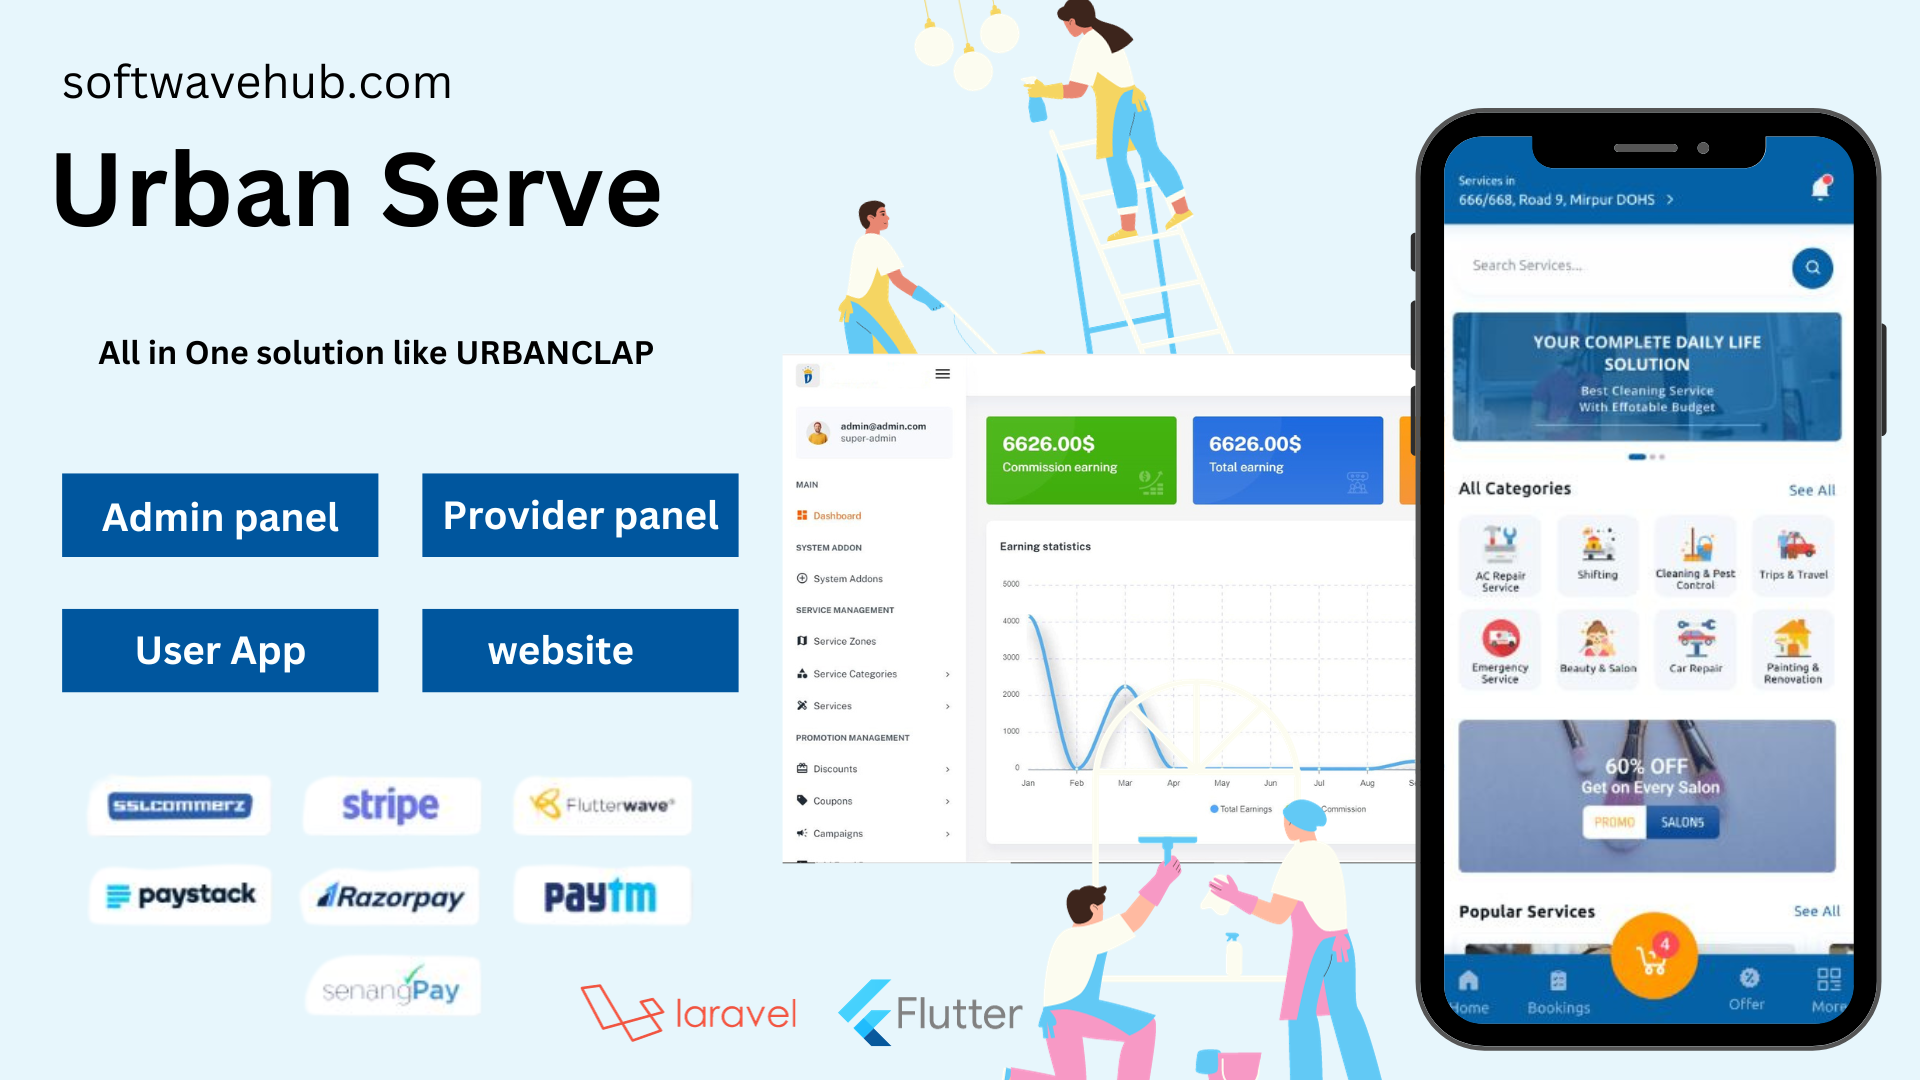 softwavehub.com
Urban Serve
All in One solution like URBANCLAP
Admin panel
Provider panel
User App
website
SSLCOMMERZ
stripe
Flutterwave
paystack
Razorpay
paytm
senangPay
laravel
Flutter
admin@admin.com
super-admin
MAIN
Dashboard
SYSTEM ADDON
System Addons
SERVICE MANAGEMENT
Service Zones
Service Categories
Services
PROMOTION MANAGEMENT
Discounts
Coupons
Campaigns
6626.00$
Commission earning
6626.00$
Total earning
Earning statistics
5000
4000
3000
2000
1000
0
Jan Feb Mar Apr May Jun Jul Aug S
Total Earnings Commission
Services in
666/668, Road 9, Mirpur DOHS
Search Services...
YOUR COMPLETE DAILY LIFE
SOLUTION
Best Cleaning Service
With Effotable Budget
All Categories
See All
AC Repair
Service
Shifting
Cleaning & Pest
Control
Trips & Travel
Emergency
Service
Beauty & Salon
Car Repair
Painting &
Renovation
60% OFF
Get on Every Salon
PROMO
SALONS
Popular Services
See All
4
Home
Bookings
Offer
More